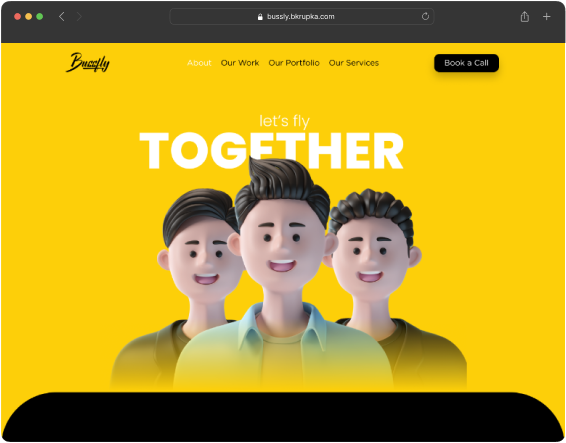 bussly.bkrupka.com
Bussfly
About Our Work Our Portfolio Our Services Book a Call
let's fly
TOGETHER